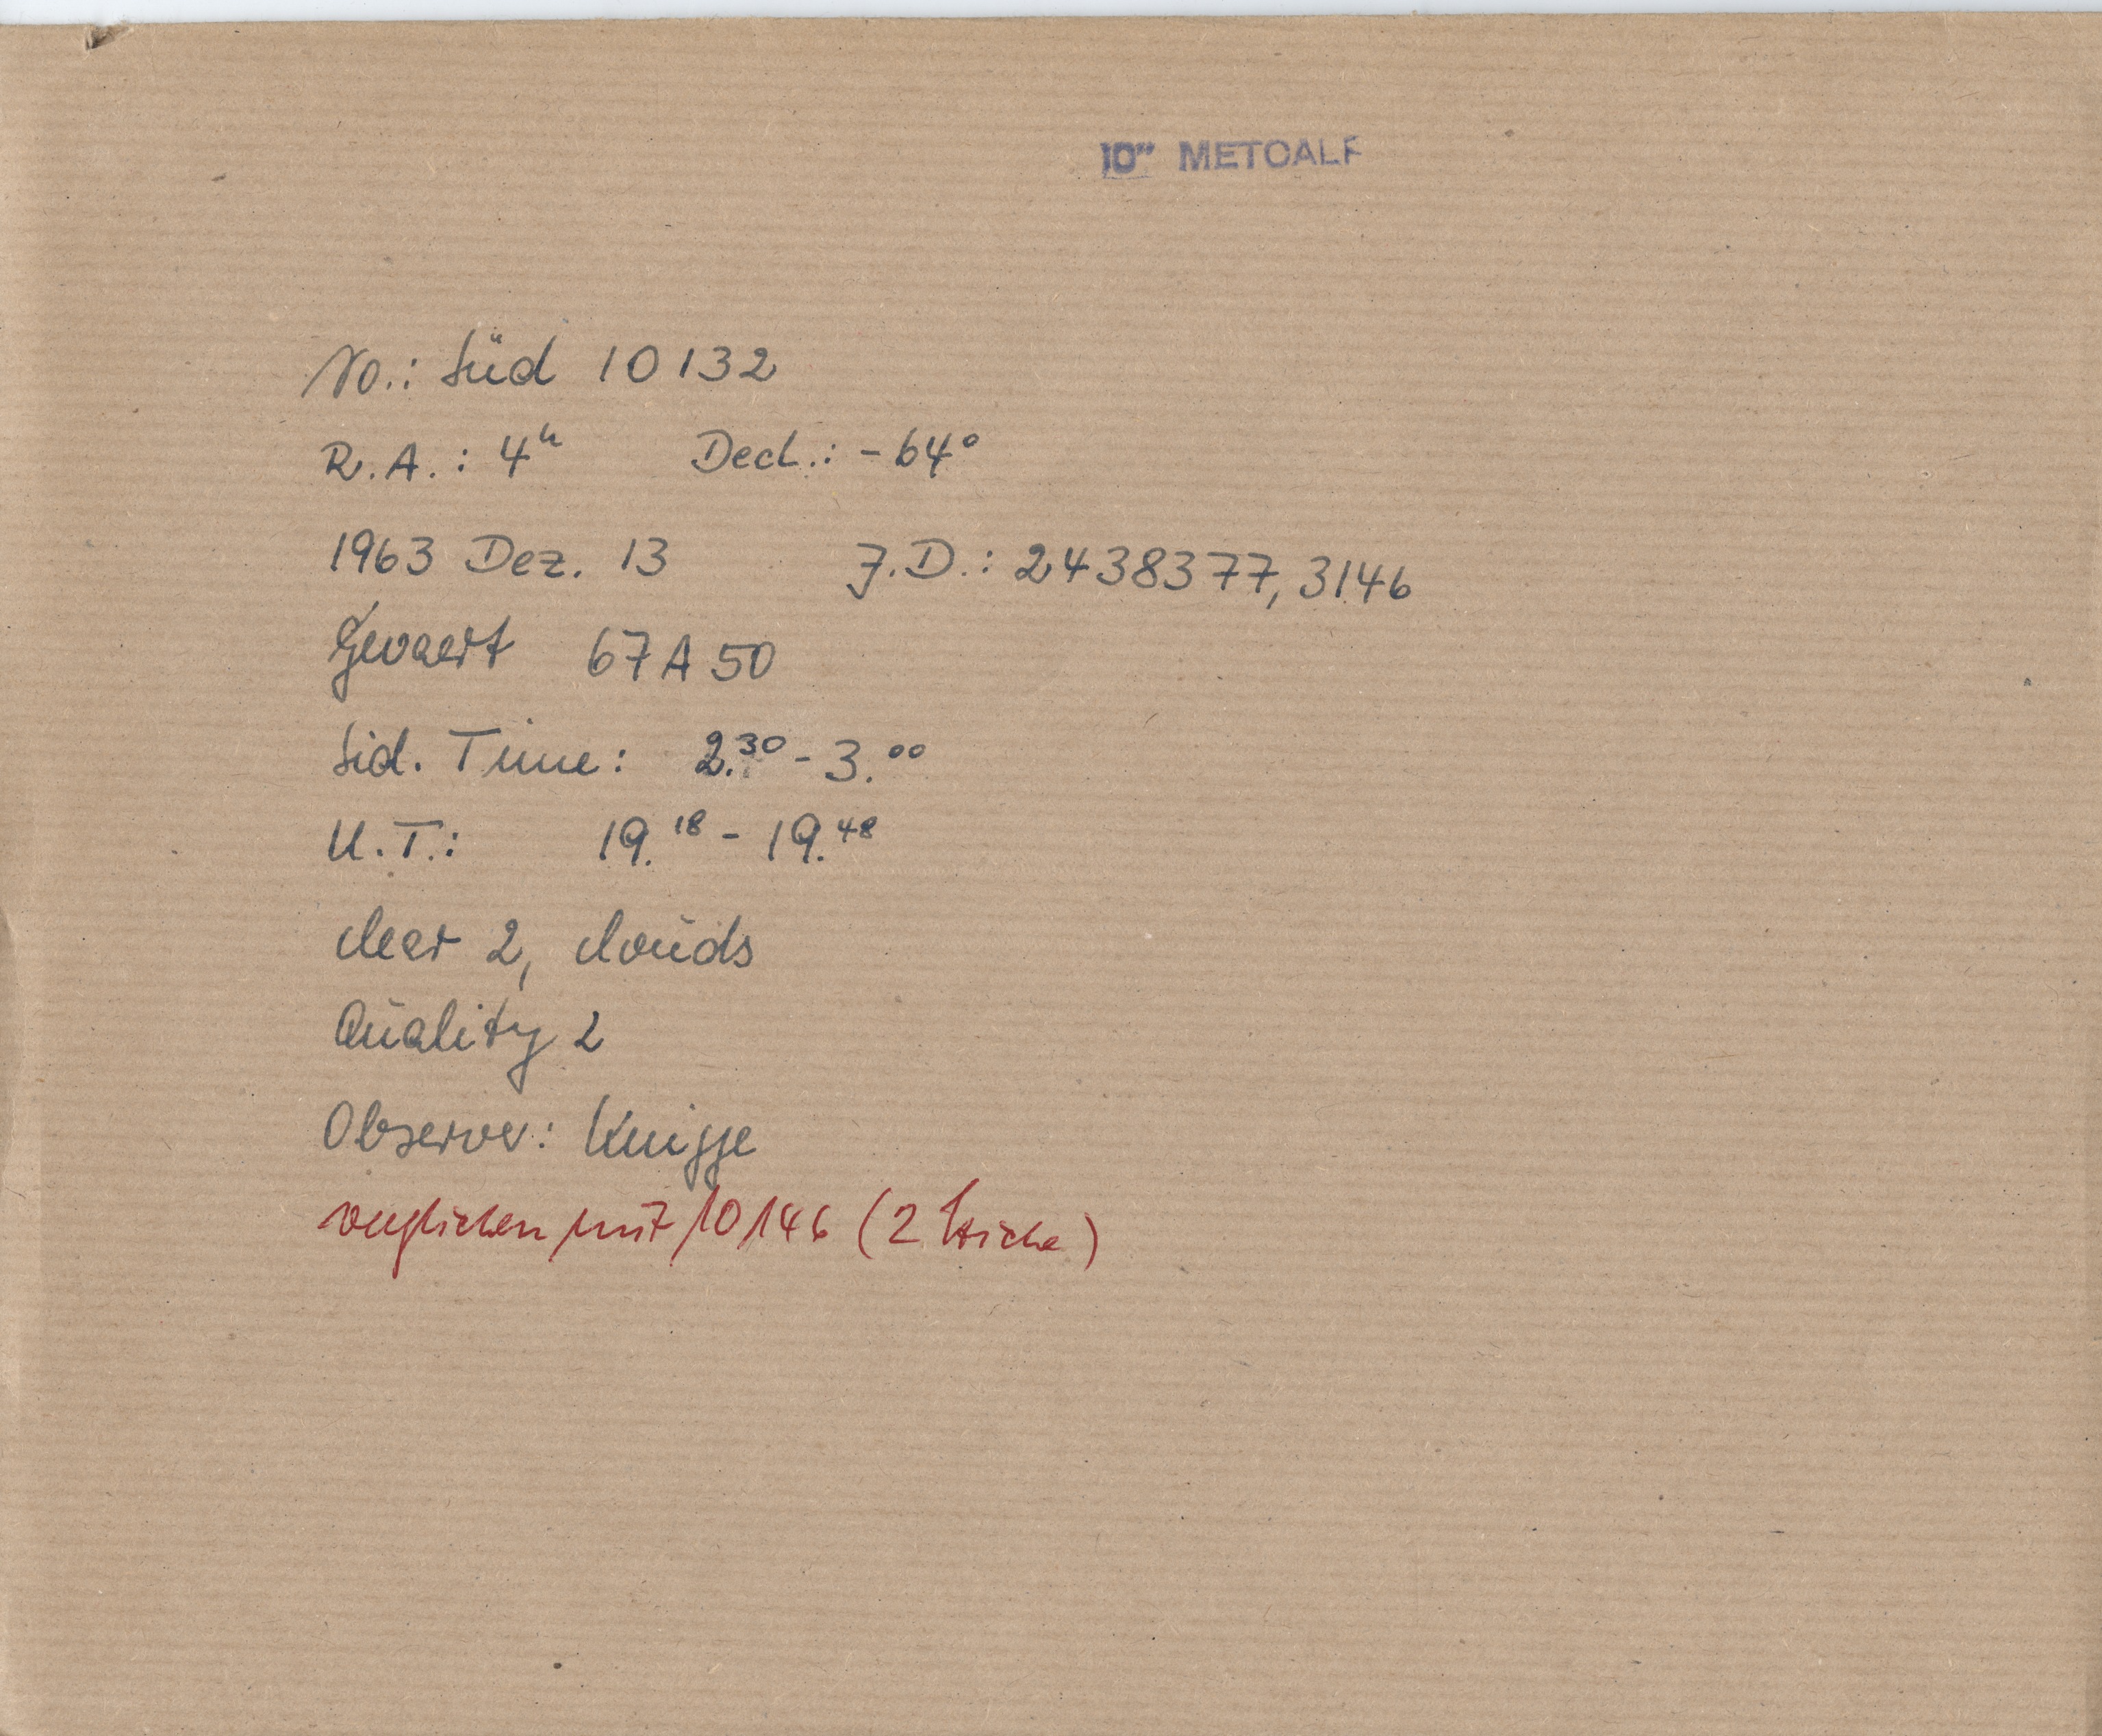 10" METCALF
No.: Süd 10132
R.A.: 4ʰ Decl.: -64°
1963 Dez. 13 J.D.: 2438377,3146
Gevaert 67A50
Sid. Time: 2.³⁰ - 3.⁰⁰
U.T.: 19.¹⁸ - 19.⁴⁸
clear 2, clouds
Quality 2
Observer: Knigge
verglichen mit 10146 (2 Striche)